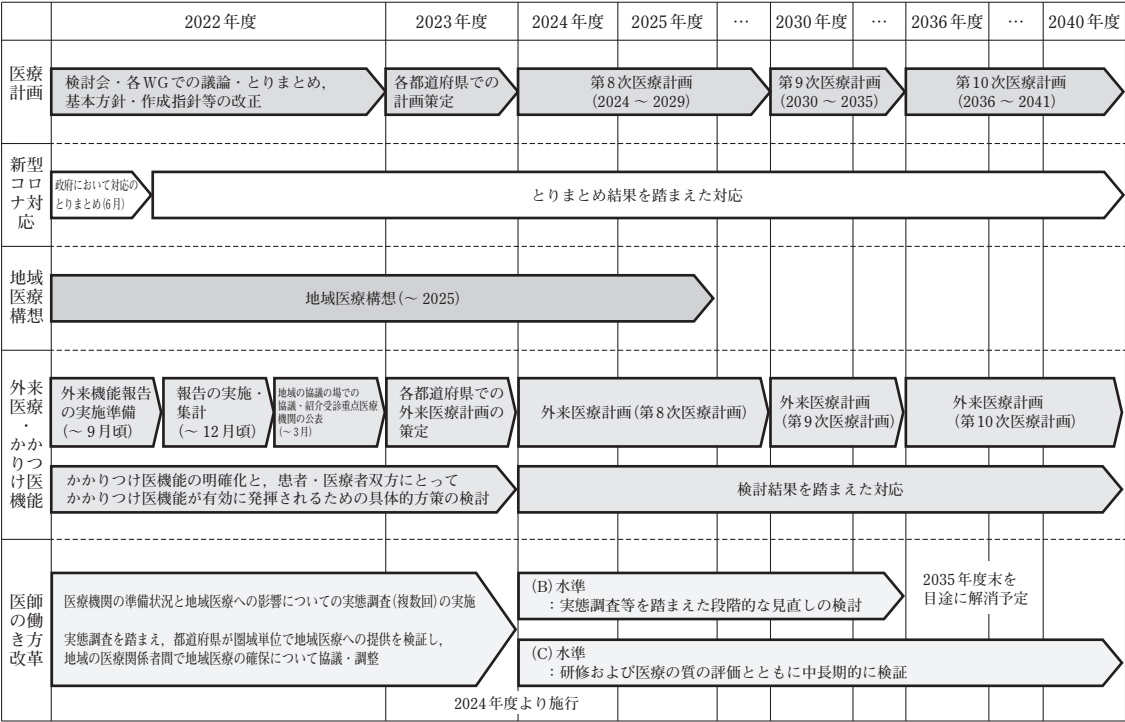 2022年度
2023年度
2024年度
2025年度
…
2030年度
…
2036年度
…
2040年度
医療
計画
検討会・各WGでの議論・とりまとめ，
基本方針・作成指針等の改正
各都道府県での
計画策定
第8次医療計画
(2024 ～ 2029)
第9次医療計画
(2030 ～ 2035)
第10次医療計画
(2036 ～ 2041)
新型
コロ
ナ対
応
政府において対応の
とりまとめ(6月)
とりまとめ結果を踏まえた対応
地域
医療
構想
地域医療構想(～ 2025)
外来
医療
・
かか
りつ
け医
機能
外来機能報告
の実施準備
(～ 9月頃)
報告の実施・
集計
(～ 12月頃)
地域の協議の場での
協議・紹介受診重点医療
機関の公表
(～ 3月)
各都道府県での
外来医療計画の
策定
外来医療計画(第8次医療計画)
外来医療計画
(第9次医療計画)
外来医療計画
(第10次医療計画)
かかりつけ医機能の明確化と，患者・医療者双方にとって
かかりつけ医機能が有効に発揮されるための具体的方策の検討
検討結果を踏まえた対応
医師
の働
き方
改革
医療機関の準備状況と地域医療への影響についての実態調査(複数回)の実施
実態調査を踏まえ，都道府県が圏域単位で地域医療への提供を検証し，
地域の医療関係者間で地域医療の確保について協議・調整
(B)水準
：実態調査等を踏まえた段階的な見直しの検討
2035年度末を
目途に解消予定
(C)水準
：研修および医療の質の評価とともに中長期的に検証
2024年度より施行